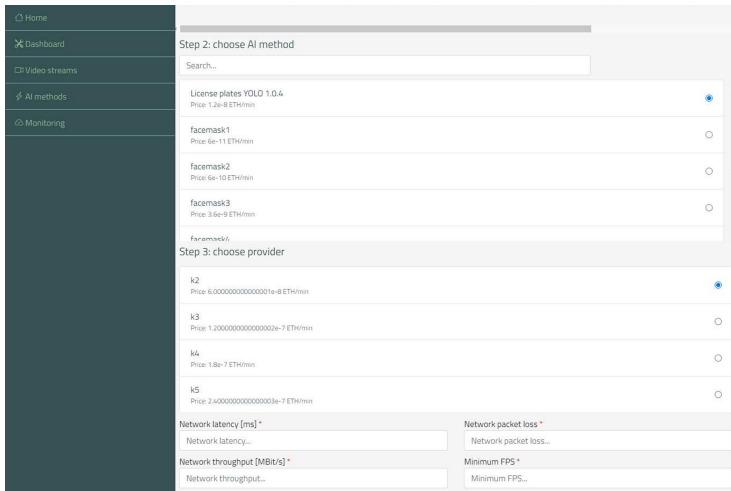 Home
Dashboard
Video streams
AI methods
Monitoring
Step 2: choose AI method
Search...
License plates YOLO 1.0.4
Price: 1.2e-8 ETH/min
facemask1
Price: 6e-11 ETH/min
facemask2
Price: 6e-10 ETH/min
facemask3
Price: 3.6e-9 ETH/min
facemask4
Step 3: choose provider
k2
Price: 6.000000000000001e-8 ETH/min
k3
Price: 1.2000000000000002e-7 ETH/min
k4
Price: 1.8e-7 ETH/min
k5
Price: 2.4000000000000003e-7 ETH/min
Network latency [ms] * Network packet loss *
Network latency... Network packet loss...
Network throughput [MBit/s] * Minimum FPS *
Network throughput... Minimum FPS...